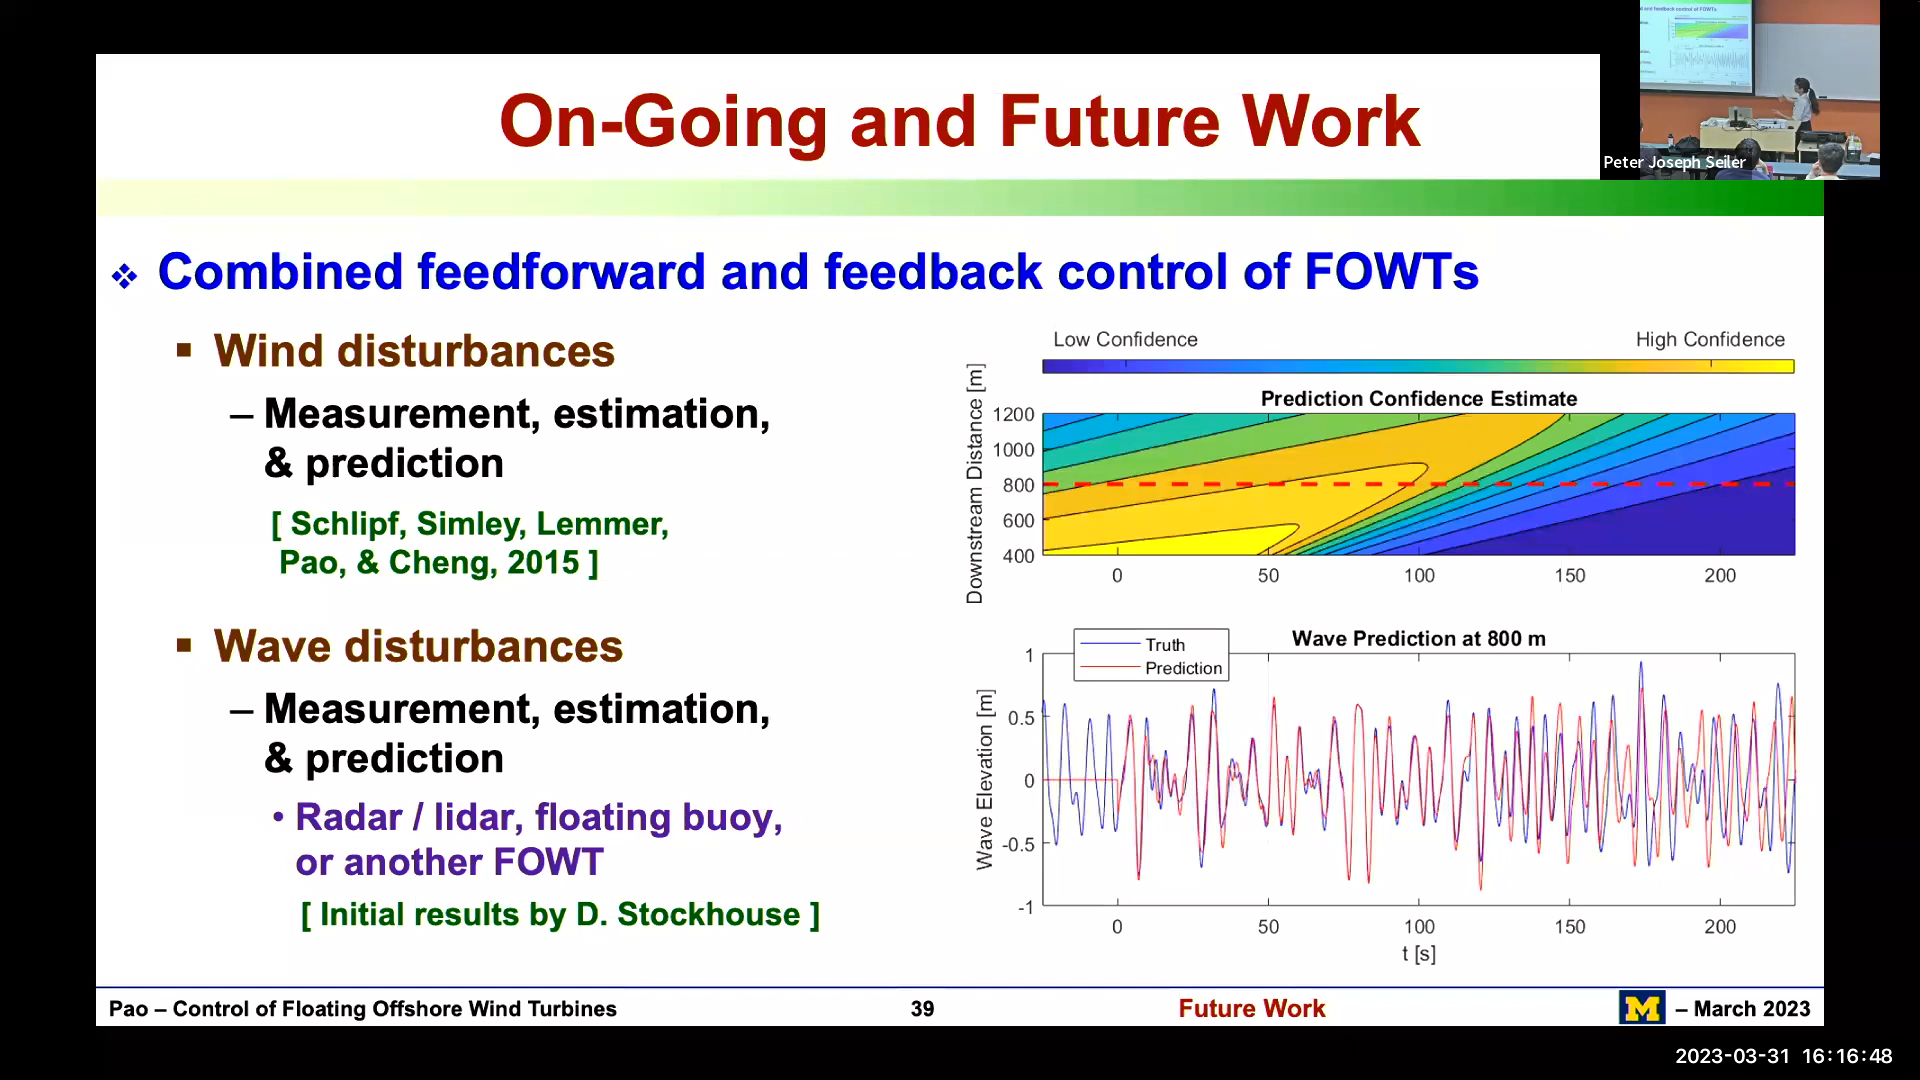 On-Going and Future Work
Peter Joseph Seiler
❖ Combined feedforward and feedback control of FOWTs
▪ Wind disturbances
– Measurement, estimation,
& prediction
[ Schlipf, Simley, Lemmer,
Pao, & Cheng, 2015 ]
▪ Wave disturbances
– Measurement, estimation,
& prediction
• Radar / lidar, floating buoy,
or another FOWT
[ Initial results by D. Stockhouse ]
Low Confidence High Confidence
Prediction Confidence Estimate
Downstream Distance [m]
1200
1000
800
600
400
0 50 100 150 200
Wave Prediction at 800 m
Truth
Prediction
Wave Elevation [m]
1
0.5
0
-0.5
-1
0 50 100 150 200
t [s]
Pao – Control of Floating Offshore Wind Turbines 39 Future Work M – March 2023
2023-03-31 16:16:48